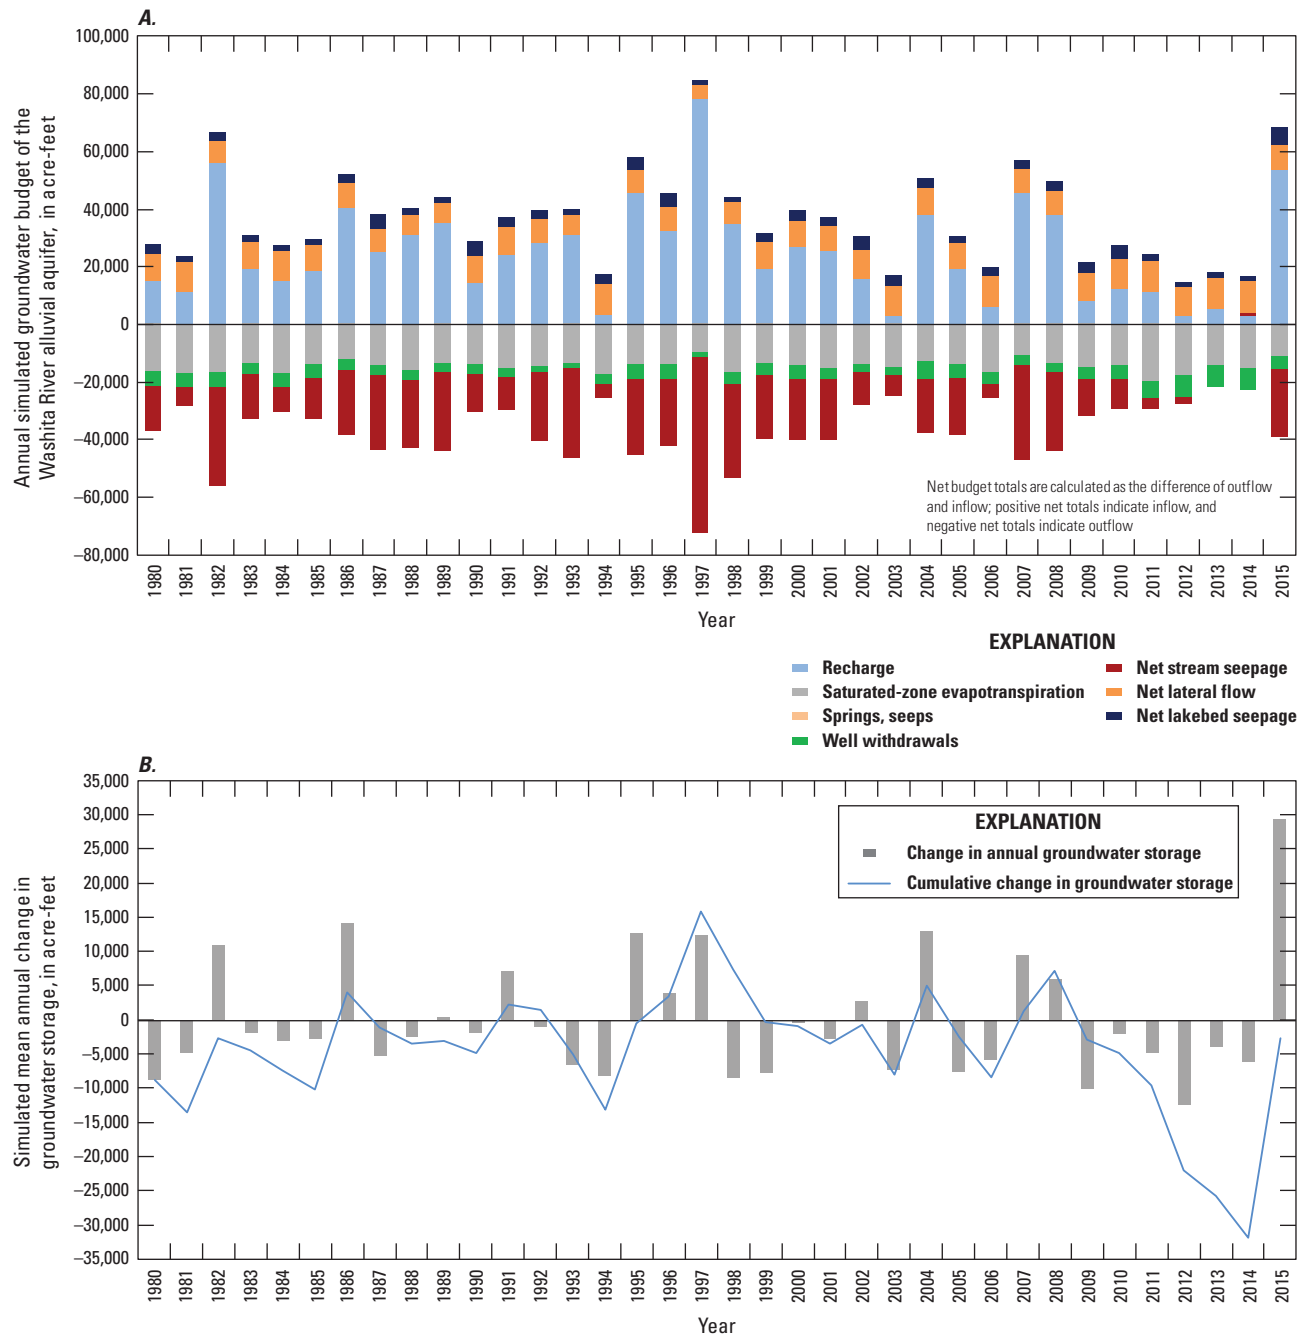 A.
Annual simulated groundwater budget of the
Washita River alluvial aquifer, in acre-feet
100,000
80,000
60,000
40,000
20,000
0
–20,000
–40,000
–60,000
–80,000
Net budget totals are calculated as the difference of outflow
and inflow; positive net totals indicate inflow, and
negative net totals indicate outflow
1980 1981 1982 1983 1984 1985 1986 1987 1988 1989 1990 1991 1992 1993 1994 1995 1996 1997 1998 1999 2000 2001 2002 2003 2004 2005 2006 2007 2008 2009 2010 2011 2012 2013 2014 2015
Year
EXPLANATION
Recharge
Saturated-zone evapotranspiration
Springs, seeps
Well withdrawals
Net stream seepage
Net lateral flow
Net lakebed seepage
B.
Simulated mean annual change in
groundwater storage, in acre-feet
35,000
30,000
25,000
20,000
15,000
10,000
5,000
0
–5,000
–10,000
–15,000
–20,000
–25,000
–30,000
–35,000
EXPLANATION
Change in annual groundwater storage
Cumulative change in groundwater storage
1980 1981 1982 1983 1984 1985 1986 1987 1988 1989 1990 1991 1992 1993 1994 1995 1996 1997 1998 1999 2000 2001 2002 2003 2004 2005 2006 2007 2008 2009 2010 2011 2012 2013 2014 2015
Year